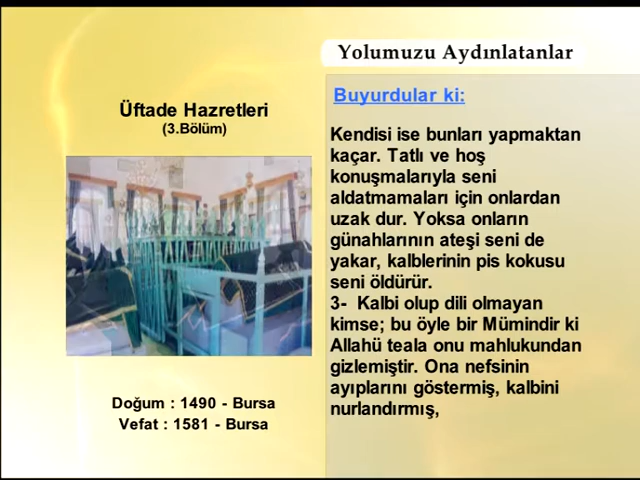 Yolumuzu Aydınlatanlar
Üftade Hazretleri
(3.Bölüm)
Doğum : 1490 - Bursa
Vefat : 1581 - Bursa
Buyurdular ki:
Kendisi ise bunları yapmaktan
kaçar. Tatlı ve hoş
konuşmalarıyla seni
aldatmamaları için onlardan
uzak dur. Yoksa onların
günahlarının ateşi seni de
yakar, kalblerinin pis kokusu
seni öldürür.
3- Kalbi olup dili olmayan
kimse; bu öyle bir Mümindir ki
Allahü teala onu mahlukundan
gizlemiştir. Ona nefsinin
ayıplarını göstermiş, kalbini
nurlandırmış,